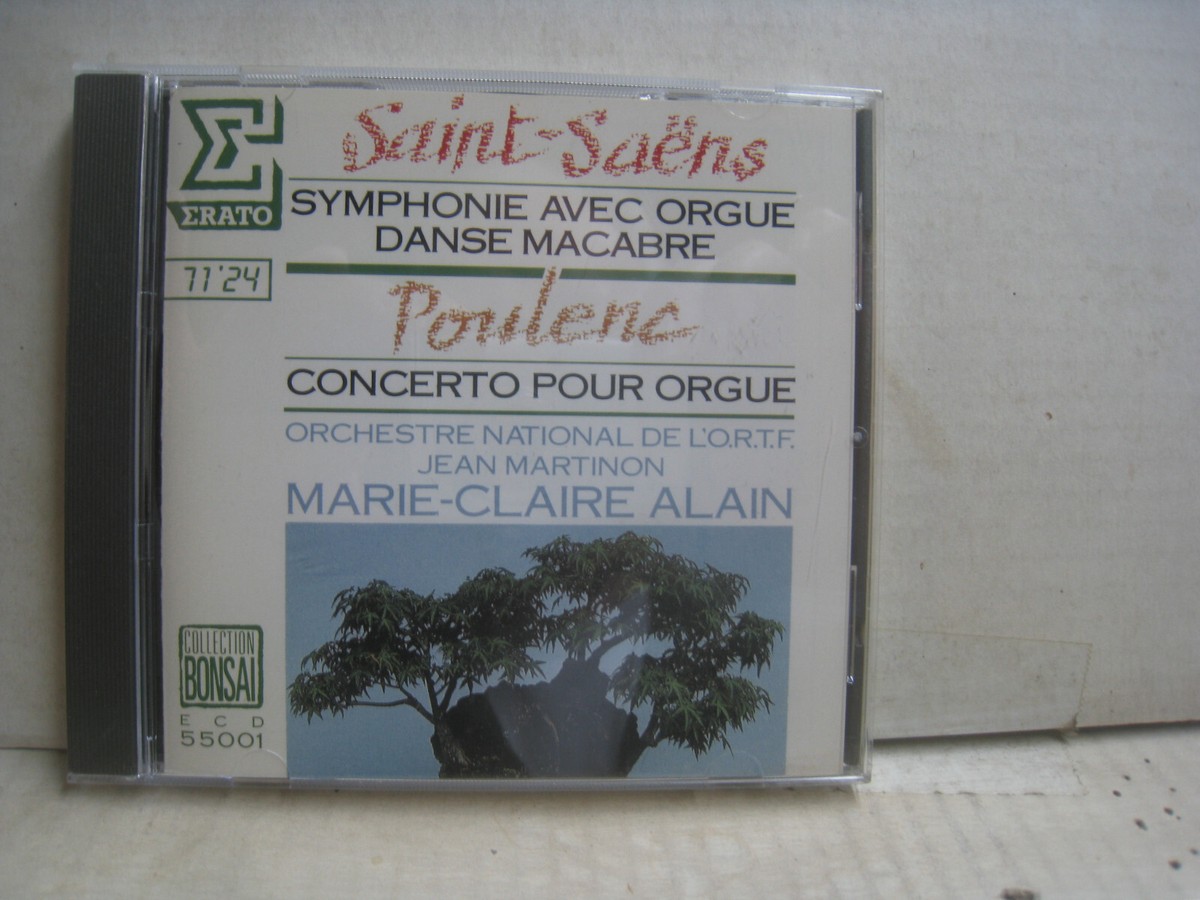 Saint-Saëns
ΣRATO
SYMPHONIE AVEC ORGUE
DANSE MACABRE
71'24
Poulenc
CONCERTO POUR ORGUE
ORCHESTRE NATIONAL DE L'O.R.T.F.
JEAN MARTINON
MARIE-CLAIRE ALAIN
COLLECTION
BONSAI
ECD
55001